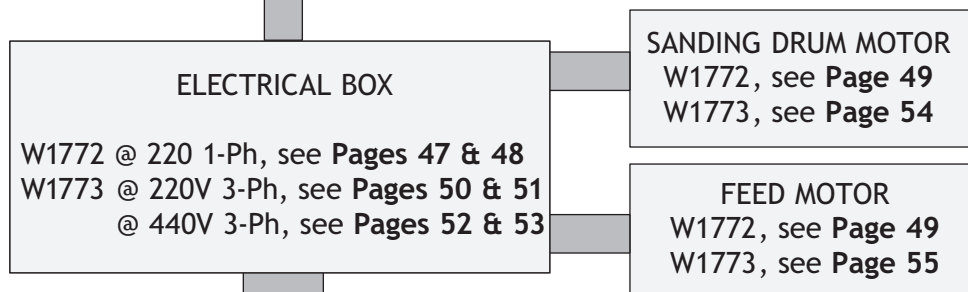 ELECTRICAL BOX
W1772 @ 220 1-Ph, see Pages 47 & 48
W1773 @ 220V 3-Ph, see Pages 50 & 51
@ 440V 3-Ph, see Pages 52 & 53
SANDING DRUM MOTOR
W1772, see Page 49
W1773, see Page 54
FEED MOTOR
W1772, see Page 49
W1773, see Page 55